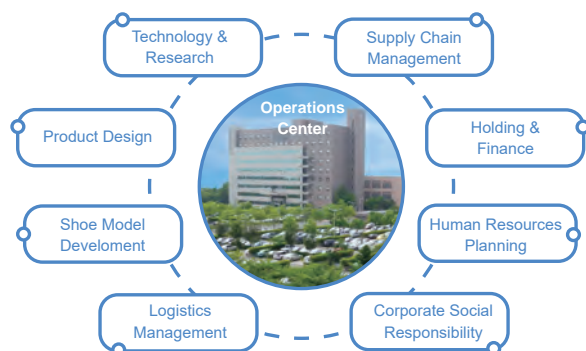 Technology &
Research
Supply Chain
Management
Operations
Center
Product Design
Holding &
Finance
Shoe Model
Develoment
Human Resources
Planning
Logistics
Management
Corporate Social
Responsibility